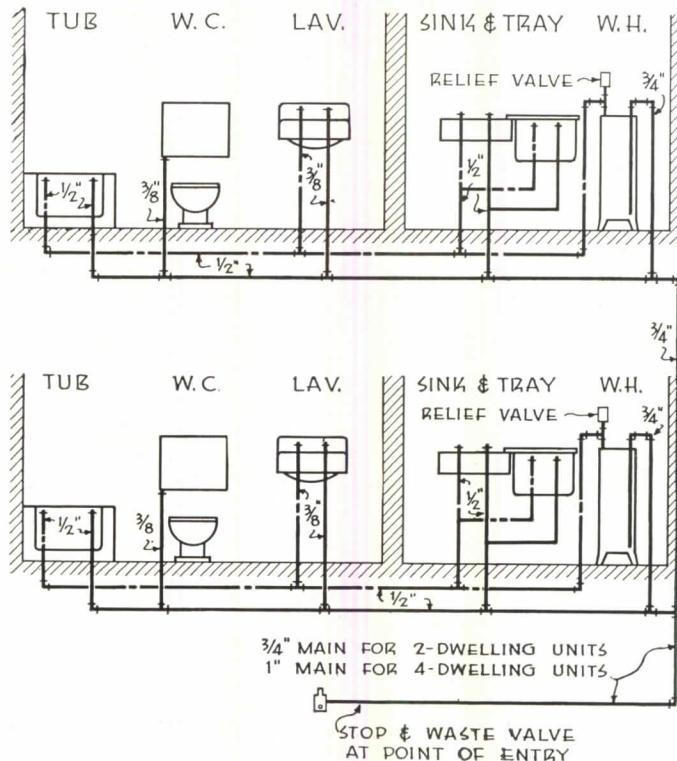 TUB W.C. LAV. SINK & TRAY W.H.
RELIEF VALVE
3/4"
1/2"
3/8"
3/8"
1/2"
1/2"
3/4"
TUB W.C. LAV. SINK & TRAY W.H.
RELIEF VALVE
3/4"
1/2"
3/8
3/8"
1/2"
1/2"
3/4" MAIN FOR 2-DWELLING UNITS
1" MAIN FOR 4-DWELLING UNITS
STOP & WASTE VALVE
AT POINT OF ENTRY